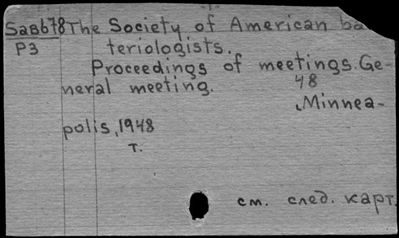 Sавб78 The Society of American ba
P3 teriologists.
Proceedings of meetings. Ge-
neral meeting. 48
, Minnea-
polis, 1948
т.
см. след. карт.